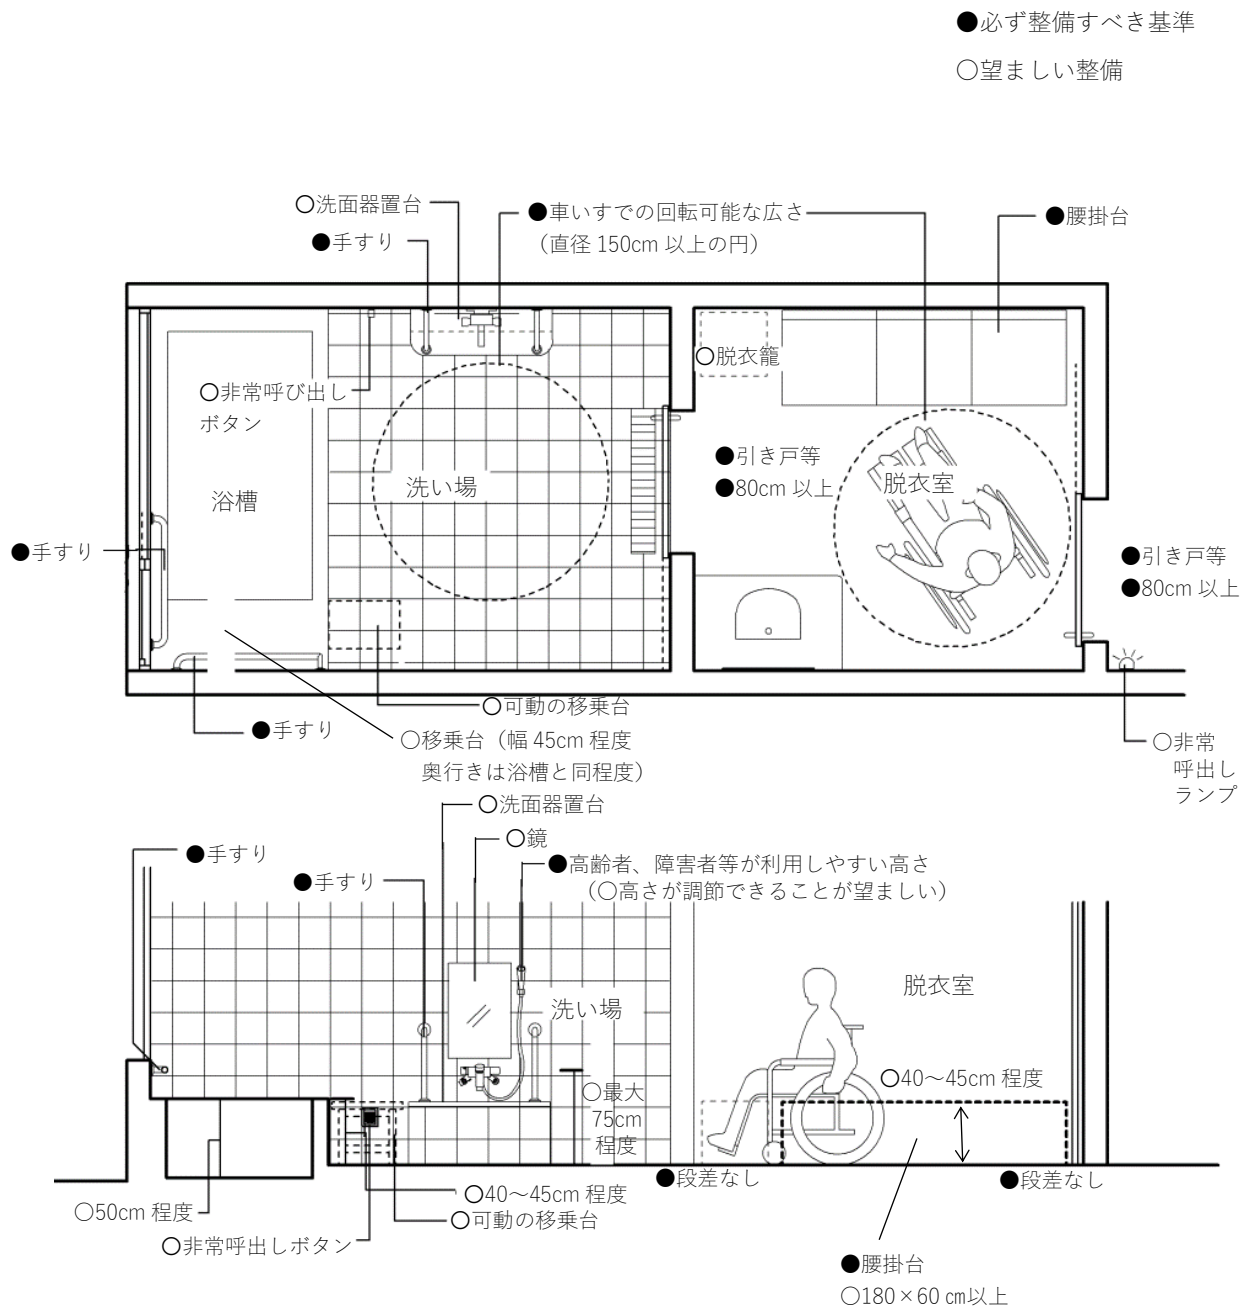 ●必ず整備すべき基準
○望ましい整備
○洗面器置台
●手すり
●車いすでの回転可能な広さ
（直径 150cm 以上の円）
●腰掛台
○脱衣籠
○非常呼び出し
ボタン
●引き戸等
●80cm 以上
脱衣室
洗い場
浴槽
●手すり
●引き戸等
●80cm 以上
○可動の移乗台
●手すり
○移乗台（幅 45cm 程度
奥行きは浴槽と同程度）
○非常
呼出し
ランプ
○洗面器置台
○鏡
●手すり
●手すり
●高齢者、障害者等が利用しやすい高さ
（○高さが調節できることが望ましい）
脱衣室
洗い場
○40～45cm 程度
○最大
75cm
程度
●段差なし
●段差なし
○40～45cm 程度
○50cm 程度
○可動の移乗台
○非常呼出しボタン
●腰掛台
○180×60 ㎝以上